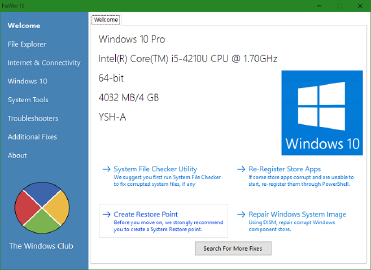 FixWin 10
Welcome
File Explorer
Internet & Connectivity
Windows 10
System Tools
Troubleshooters
Additional Fixes
About
The Windows Club
Welcome
Windows 10 Pro
Intel(R) Core(TM) i5-4210U CPU @ 1.70GHz
64-bit
4032 MB/4 GB
YSH-A
Windows 10
System File Checker Utility
We suggest you first run System File Checker
to fix corrupted system files, if any
Re-Register Store Apps
If some store apps corrupt and are unable to
start, re-register them through PowerShell.
Create Restore Point
Before you move on, we strongly recommend
you to create a System Restore point.
Repair Windows System Image
Using DISM, repair corrupt Windows
component store.
Search For More Fixes